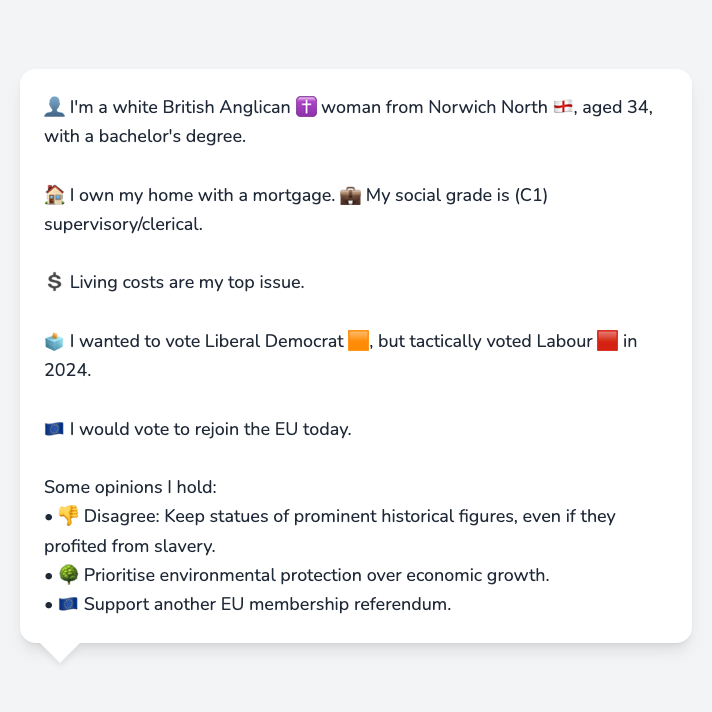 👤 I'm a white British Anglican ✝️ woman from Norwich North 🏴󠁧󠁢󠁥󠁮󠁧󠁿, aged 34,
with a bachelor's degree.
🏠 I own my home with a mortgage. 💼 My social grade is (C1)
supervisory/clerical.
💲 Living costs are my top issue.
🗳️ I wanted to vote Liberal Democrat 🟧, but tactically voted Labour 🟥 in
2024.
🇪🇺 I would vote to rejoin the EU today.
Some opinions I hold:
• 👎 Disagree: Keep statues of prominent historical figures, even if they
profited from slavery.
• 🌳 Prioritise environmental protection over economic growth.
• 🇪🇺 Support another EU membership referendum.